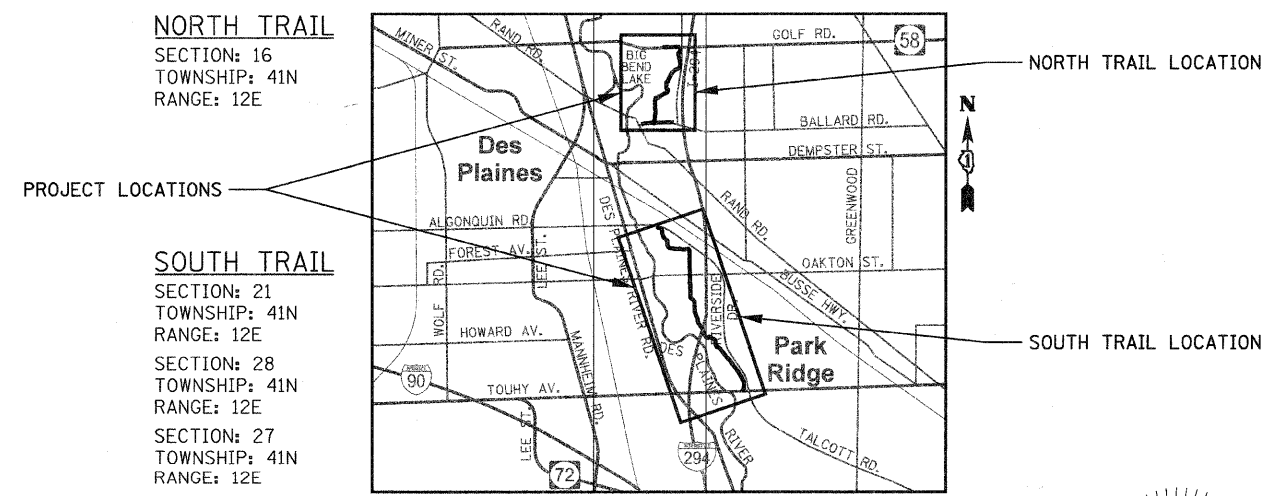 NORTH TRAIL
SECTION: 16
TOWNSHIP: 41N
RANGE: 12E
PROJECT LOCATIONS
SOUTH TRAIL
SECTION: 21
TOWNSHIP: 41N
RANGE: 12E
SECTION: 28
TOWNSHIP: 41N
RANGE: 12E
SECTION: 27
TOWNSHIP: 41N
RANGE: 12E
MINER ST.
RAND RD.
BIG
BEND
LAKE
I-294
GOLF RD.
58
BALLARD RD.
DEMPSTER ST.
Des
Plaines
ALGONQUIN RD.
FOREST AV.
LEE ST.
WOLF RD.
HOWARD AV.
DES PLAINES RIVER RD.
MANNHEIM RD.
90
TOUHY AV.
LEE ST.
72
RAND RD.
GREENWOOD
OAKTON ST.
BUSSE HWY.
RIVERSIDE DR.
DES PLAINES RIVER
Park
Ridge
294
TALCOTT RD.
NORTH TRAIL LOCATION
N
SOUTH TRAIL LOCATION